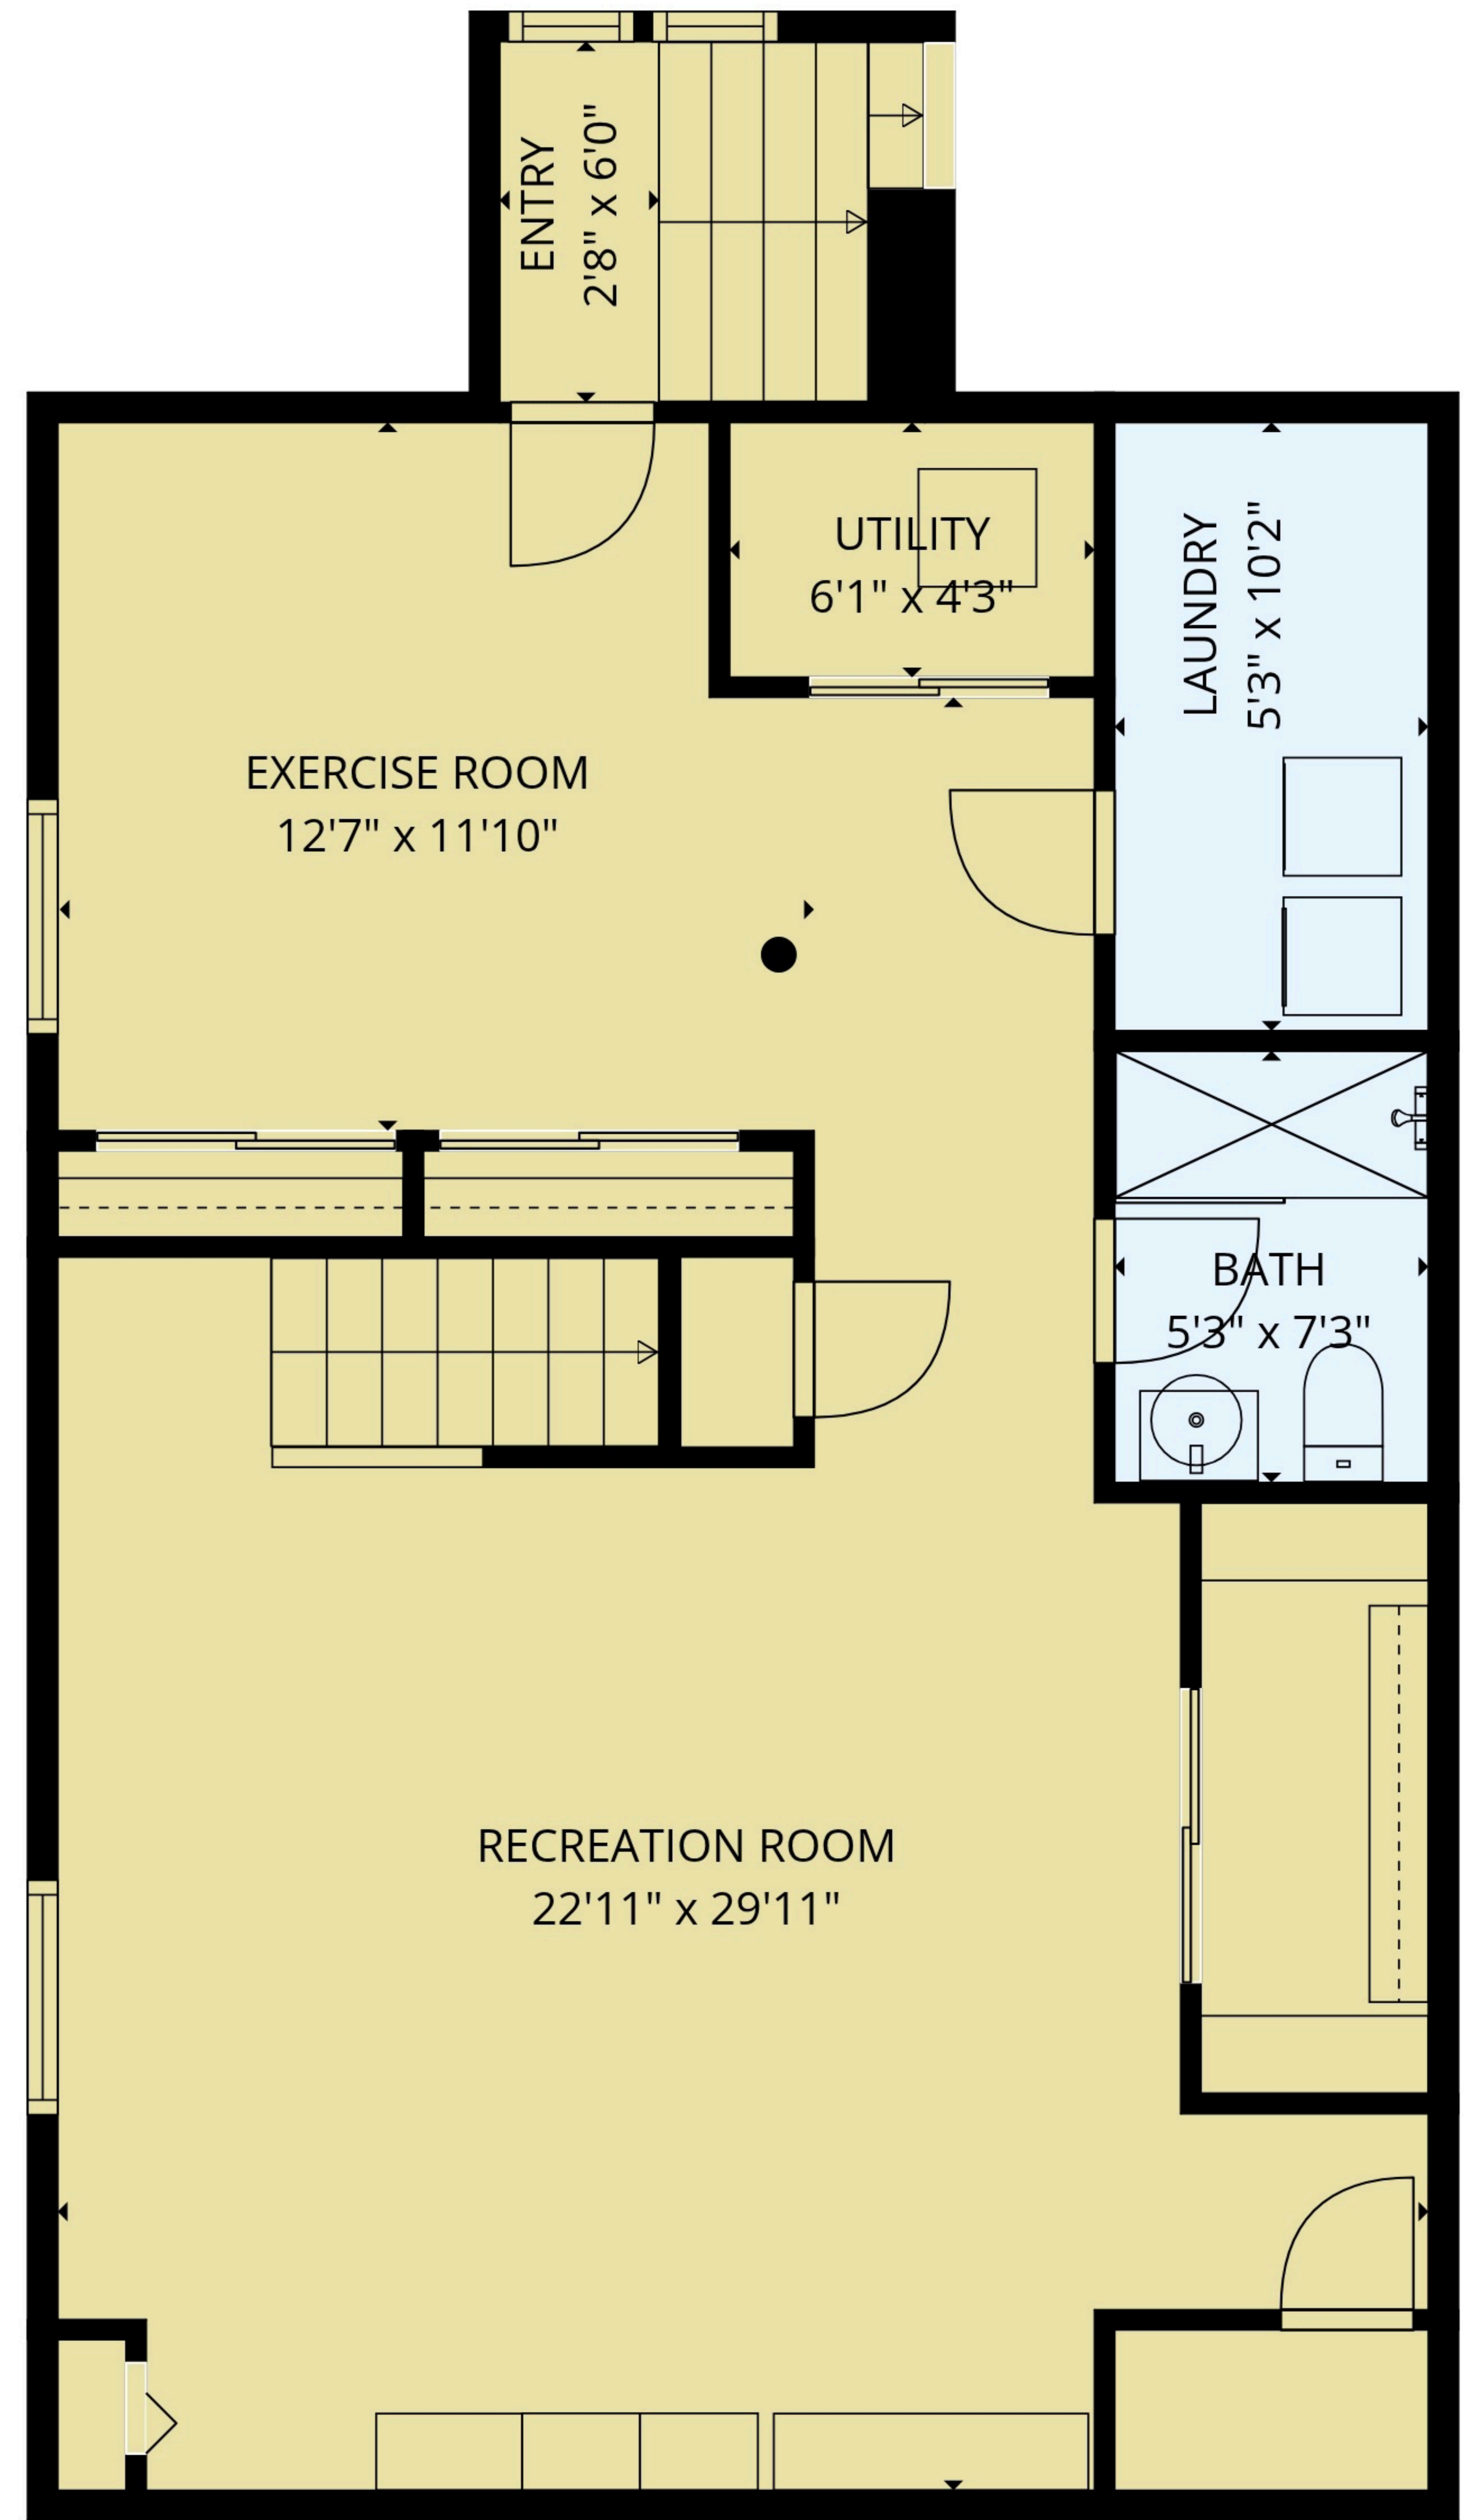 ENTRY
2'8" x 6'0"
UTILITY
6'1" x 4'3"
LAUNDRY
5'3" x 10'2"
EXERCISE ROOM
12'7" x 11'10"
BATH
5'3" x 7'3"
RECREATION ROOM
22'11" x 29'11"